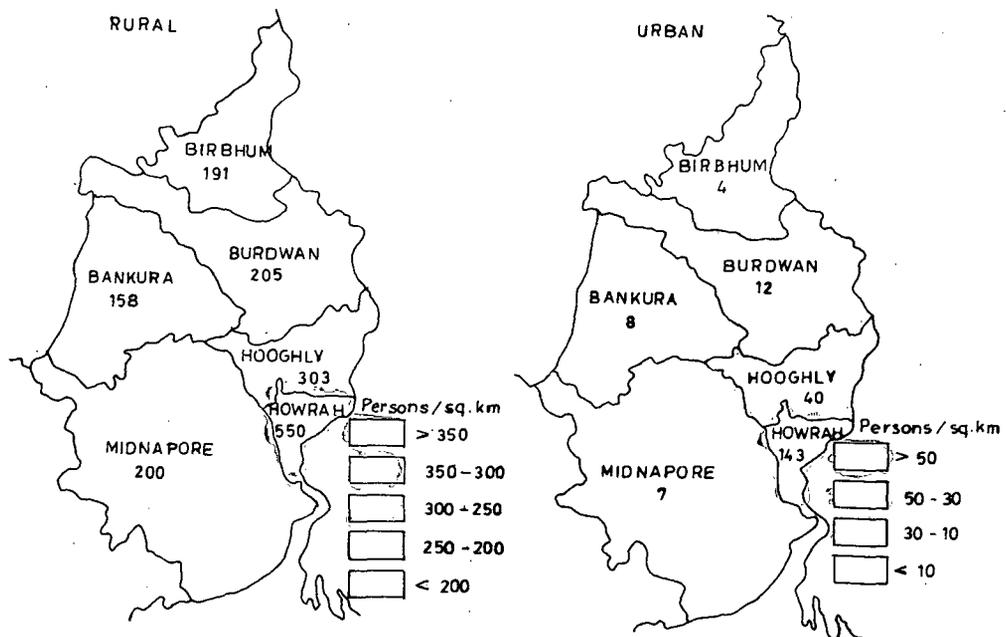 RURAL
BIRBHUM
191
BURDWAN
205
BANKURA
158
HOOGHLY
303
HOWRAH
550
MIDNAPORE
200
Persons/sq.km
> 350
350-300
300-250
250-200
< 200
URBAN
BIRBHUM
4
BURDWAN
12
BANKURA
8
HOOGHLY
40
HOWRAH
143
MIDNAPORE
7
Persons/sq.km
> 50
50-30
30-10
< 10